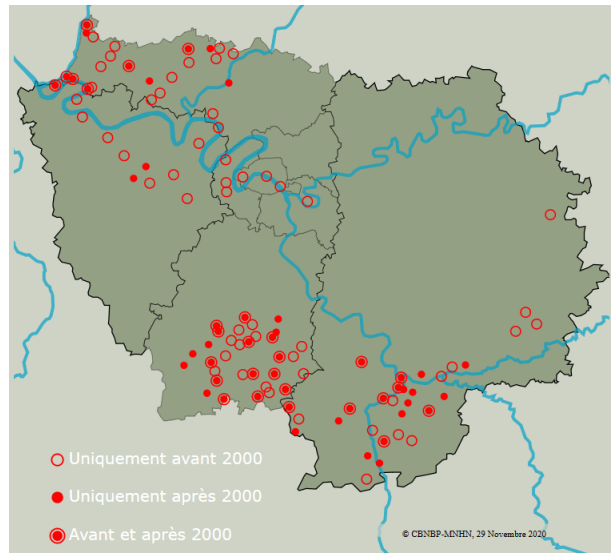 Uniquement avant 2000
Uniquement après 2000
Avant et après 2000
© CBNBP-MNHN, 29 Novembre 2020